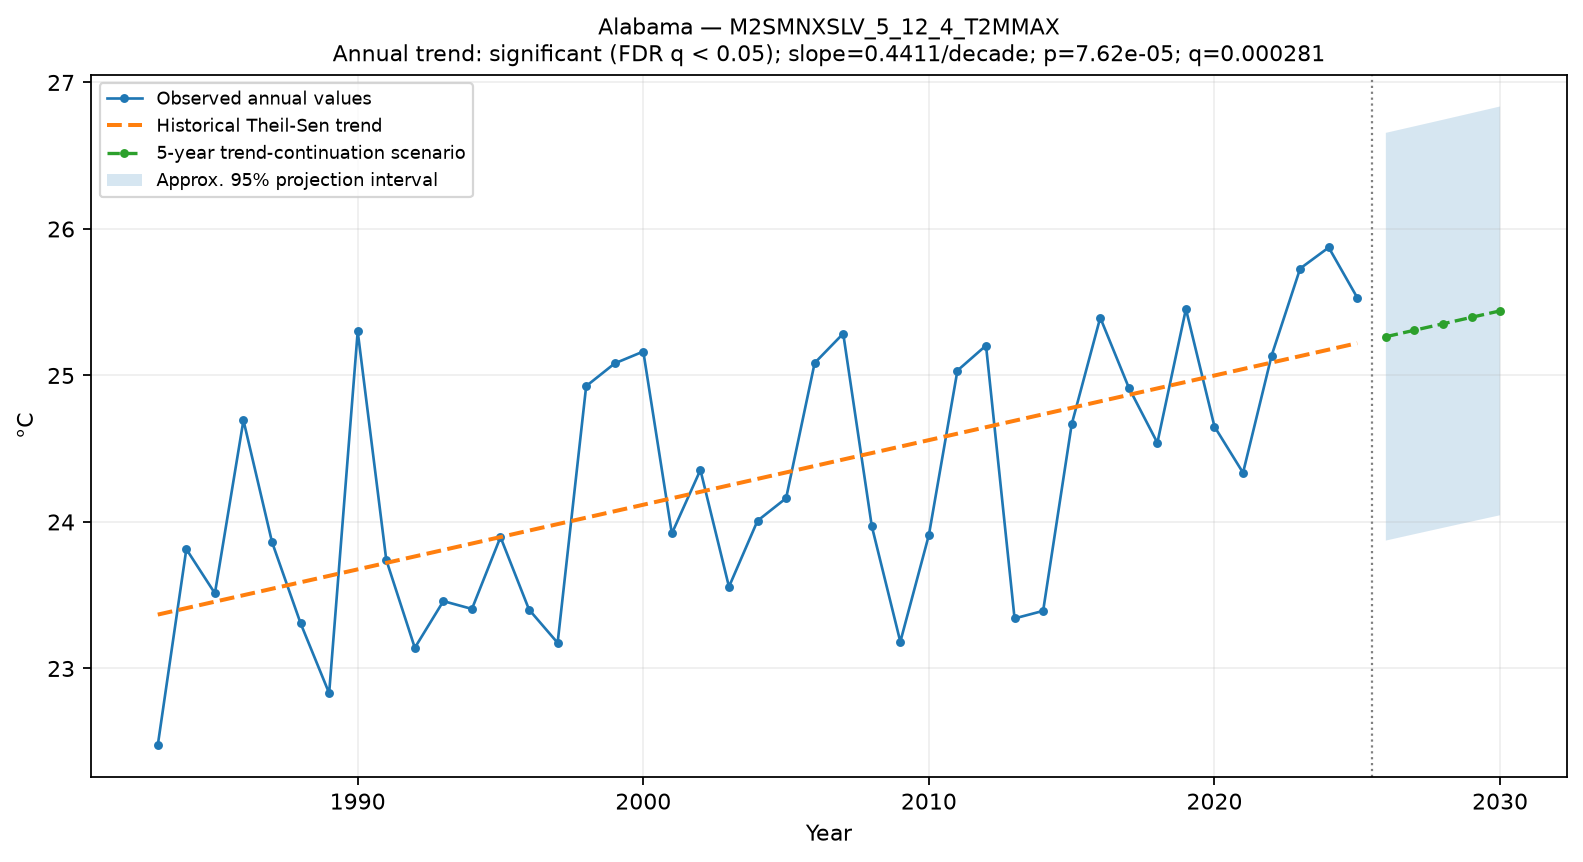 Alabama — M2SMNXSLV_5_12_4_T2MMAX
Annual trend: significant (FDR q < 0.05); slope=0.4411/decade; p=7.62e-05; q=0.000281
Observed annual values
Historical Theil-Sen trend
5-year trend-continuation scenario
Approx. 95% projection interval
27
26
25
24
23
°C
1990
2000
2010
2020
2030
Year